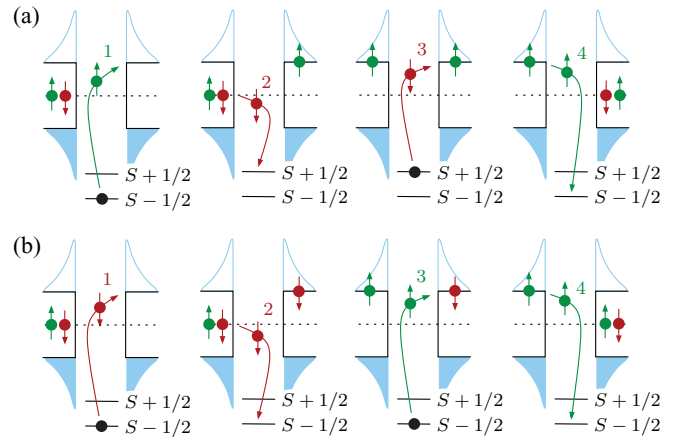 (a)
1
2
3
4
S + 1/2
S − 1/2
S + 1/2
S − 1/2
S + 1/2
S − 1/2
S + 1/2
S − 1/2
(b)
1
2
3
4
S + 1/2
S − 1/2
S + 1/2
S − 1/2
S + 1/2
S − 1/2
S + 1/2
S − 1/2